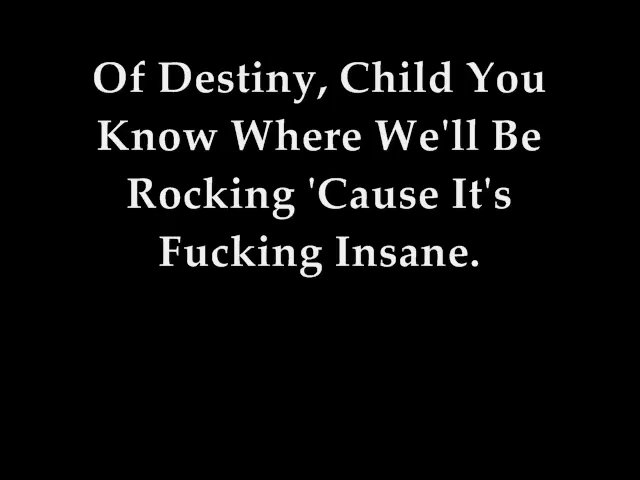 Of Destiny, Child You
Know Where We'll Be
Rocking 'Cause It's
Fucking Insane.